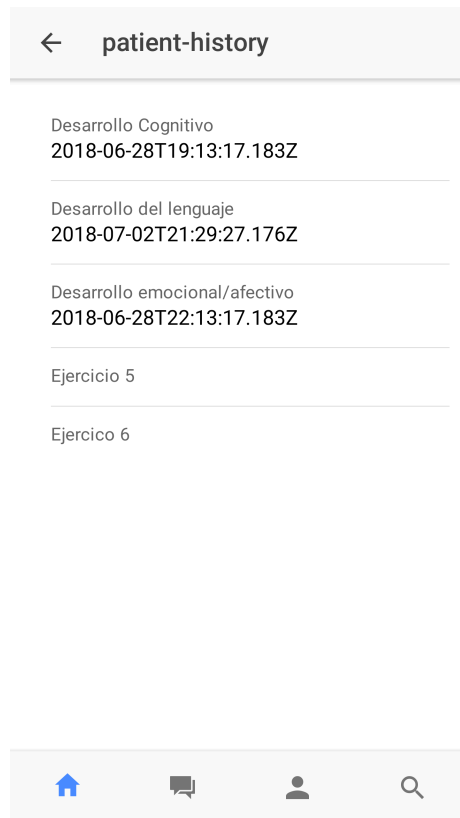 patient-history
Desarrollo Cognitivo
2018-06-28T19:13:17.183Z
Desarrollo del lenguaje
2018-07-02T21:29:27.176Z
Desarrollo emocional/afectivo
2018-06-28T22:13:17.183Z
Ejercicio 5
Ejercico 6